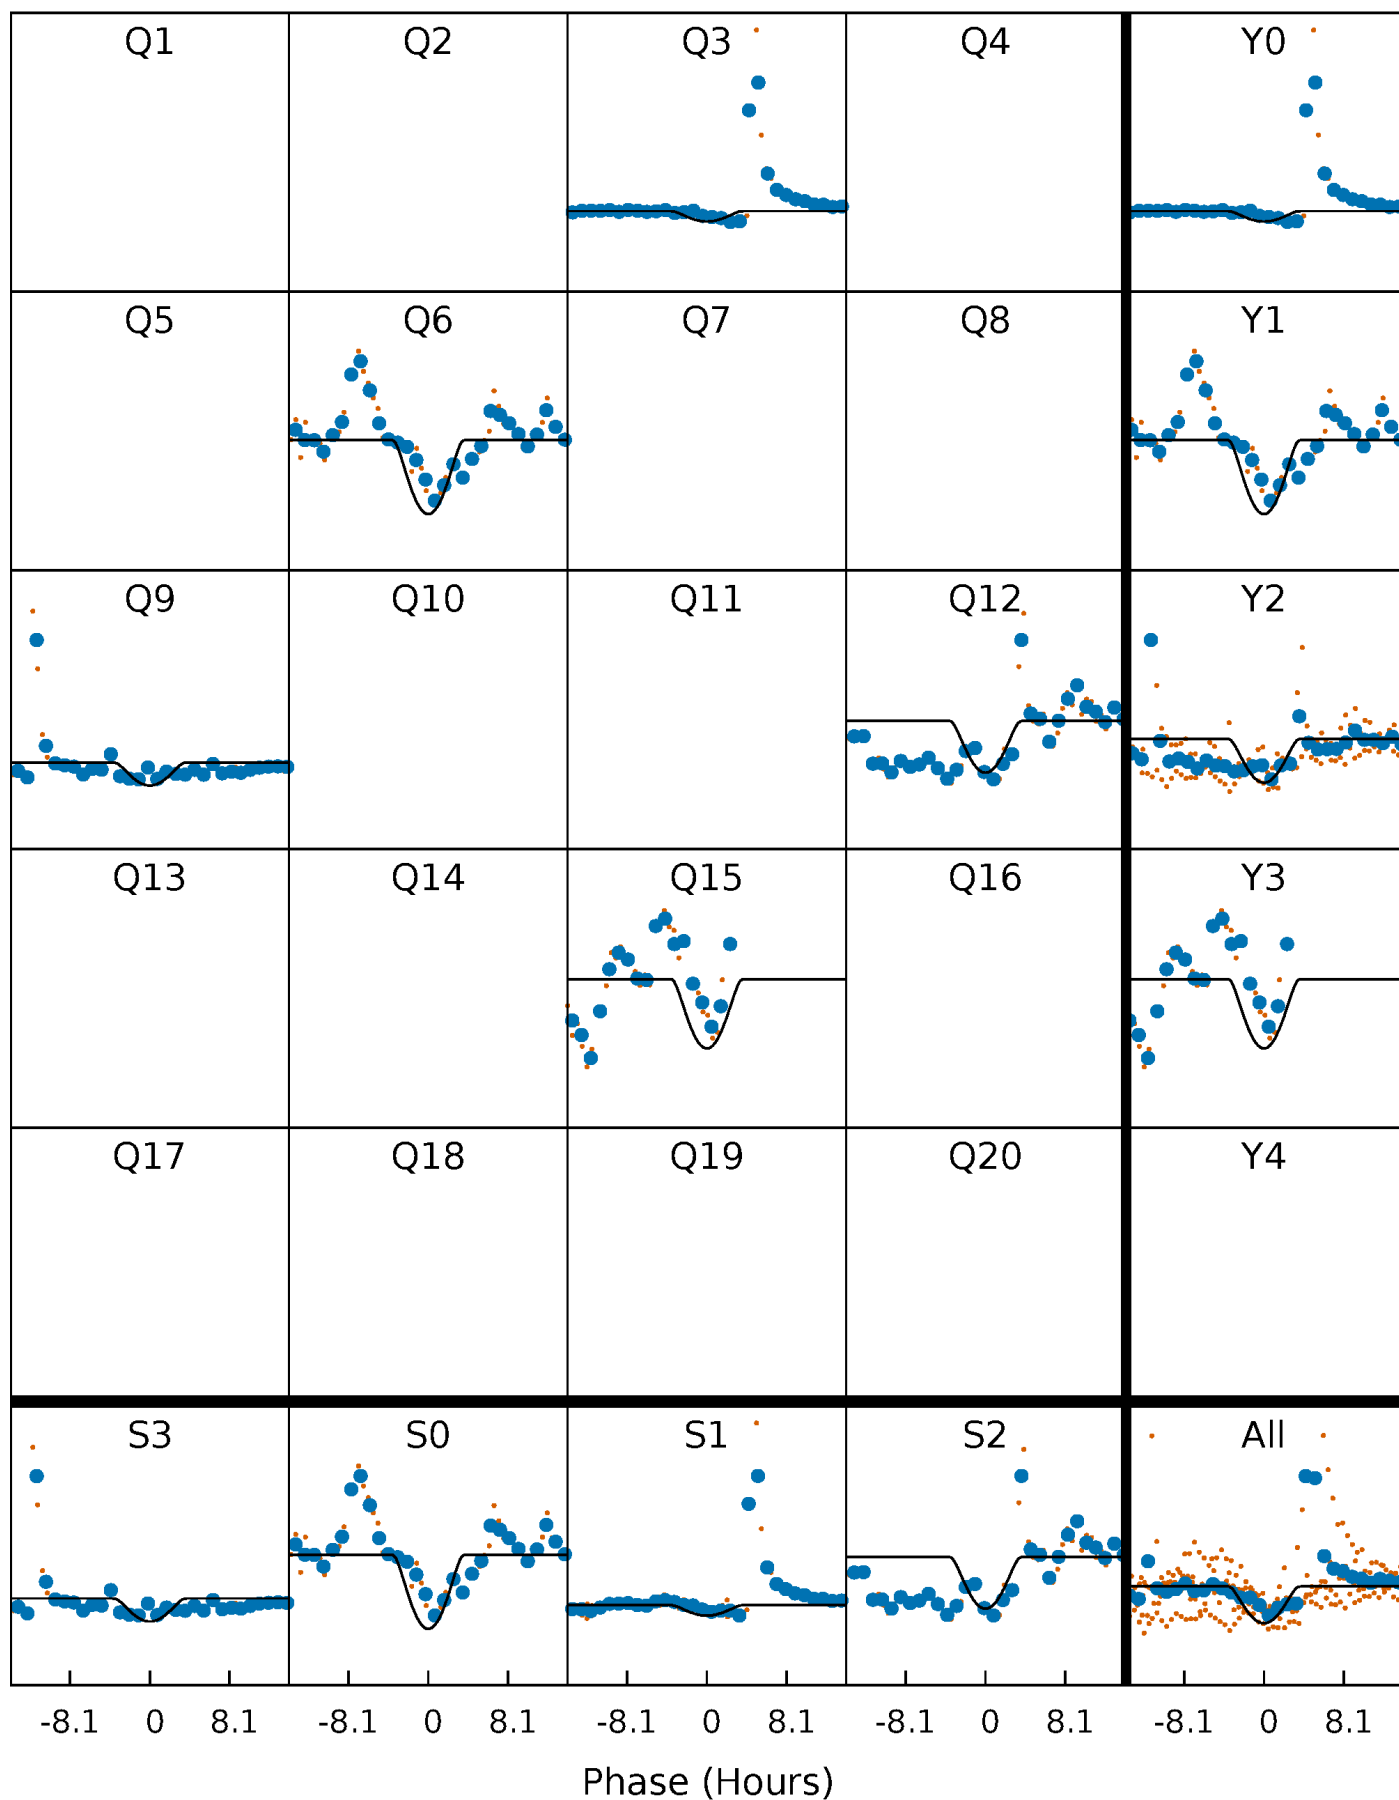 Q1 Q2 Q3 Q4 Y0
Q5 Q6 Q7 Q8 Y1
Q9 Q10 Q11 Q12 Y2
Q13 Q14 Q15 Q16 Y3
Q17 Q18 Q19 Q20 Y4
S3 S0 S1 S2 All
-8.1 0 8.1 -8.1 0 8.1 -8.1 0 8.1 -8.1 0 8.1 -8.1 0 8.1
Phase (Hours)